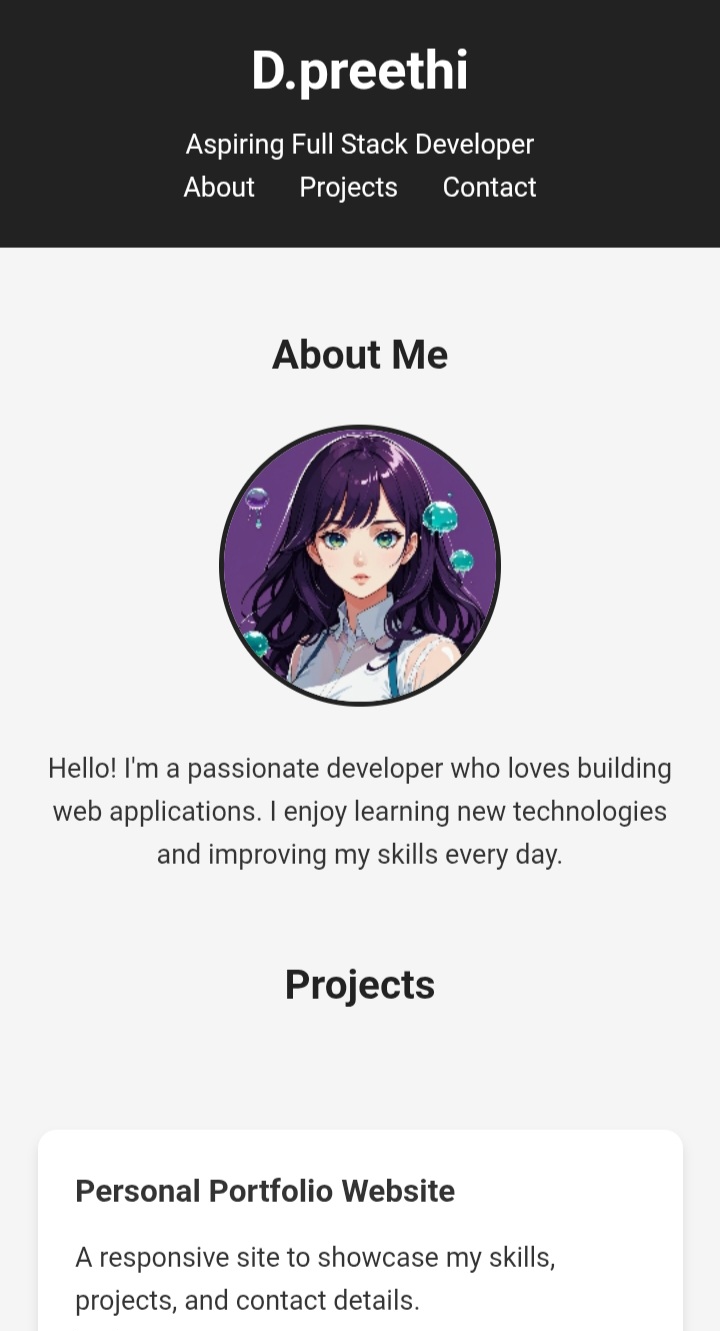 D.preethi
Aspiring Full Stack Developer
About Projects Contact
About Me
Hello! I'm a passionate developer who loves building
web applications. I enjoy learning new technologies
and improving my skills every day.
Projects
Personal Portfolio Website
A responsive site to showcase my skills,
projects, and contact details.